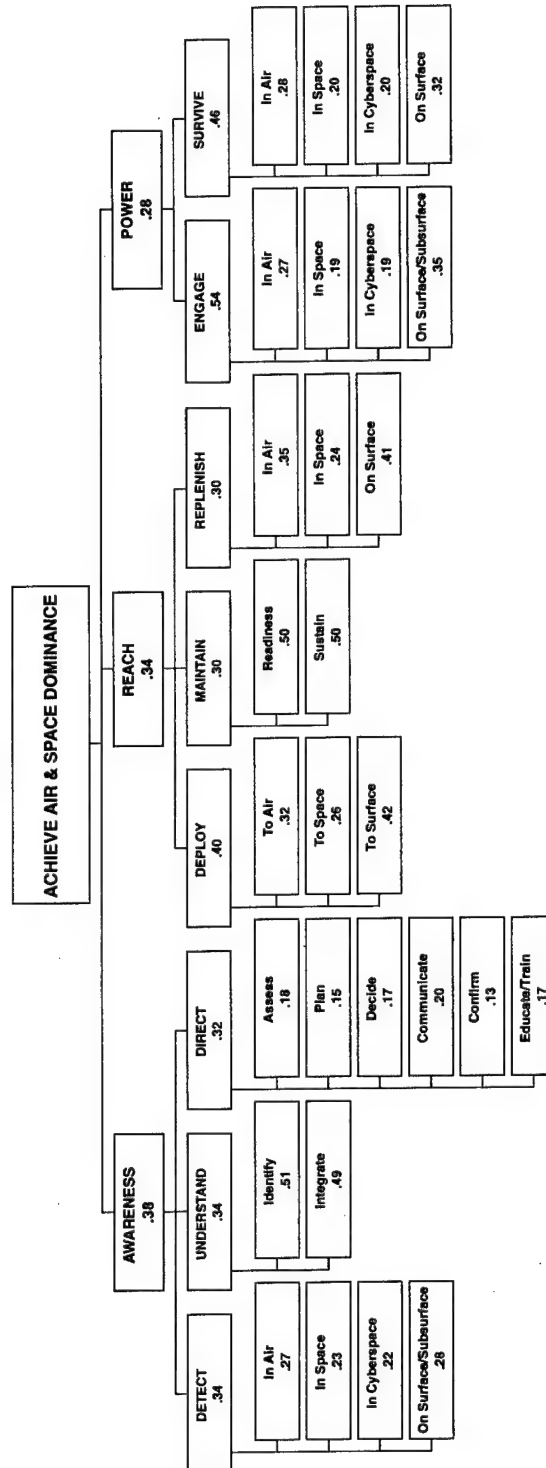 ACHIEVE AIR & SPACE DOMINANCE
AWARENESS
.38
REACH
.34
POWER
.28
DETECT
.34
UNDERSTAND
.34
DIRECT
.32
DEPLOY
.40
MAINTAIN
.30
REPLENISH
.30
ENGAGE
.54
SURVIVE
.46
In Air
.27
In Space
.23
In Cyberspace
.22
On Surface/Subsurface
.28
Identify
.51
Integrate
.49
Assess
.18
Plan
.15
Decide
.17
Communicate
.20
Confirm
.13
Educate/Train
.17
To Air
.32
To Space
.26
To Surface
.42
Readiness
.50
Sustain
.50
In Air
.35
In Space
.24
On Surface
.41
In Air
.27
In Space
.19
In Cyberspace
.19
On Surface/Subsurface
.35
In Air
.28
In Space
.20
In Cyberspace
.20
On Surface
.32